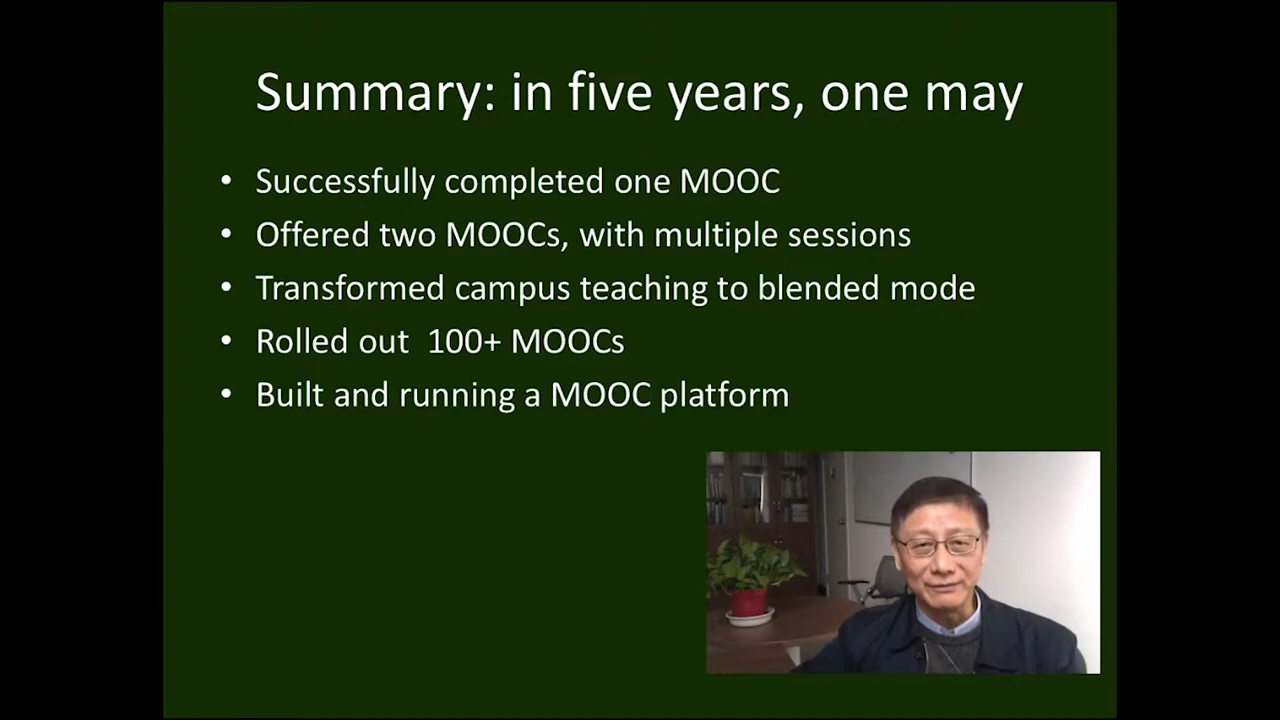 Summary: in five years, one may
• Successfully completed one MOOC
• Offered two MOOCs, with multiple sessions
• Transformed campus teaching to blended mode
• Rolled out  100+ MOOCs
• Built and running a MOOC platform